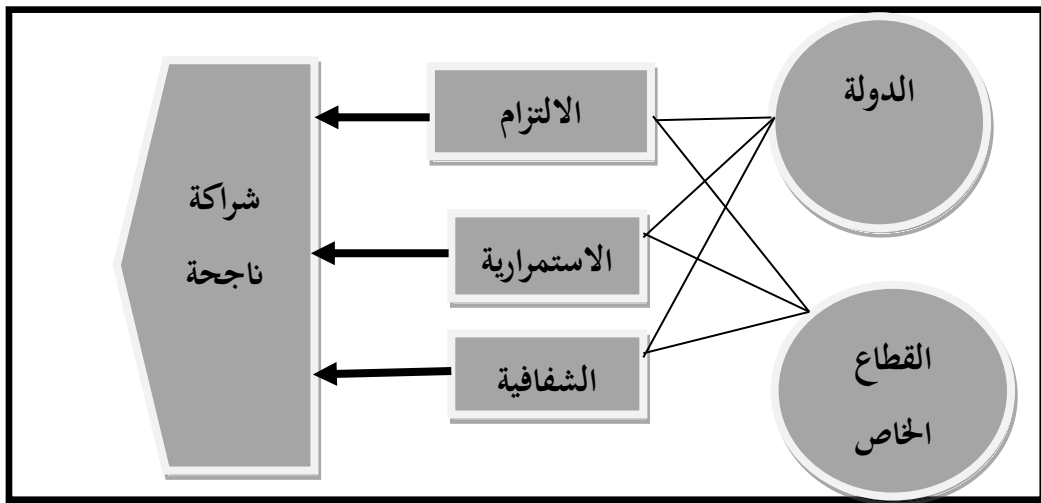 الدولة
القطاع
الخاص
الالتزام
الاستمرارية
الشفافية
شراكة
ناجحة